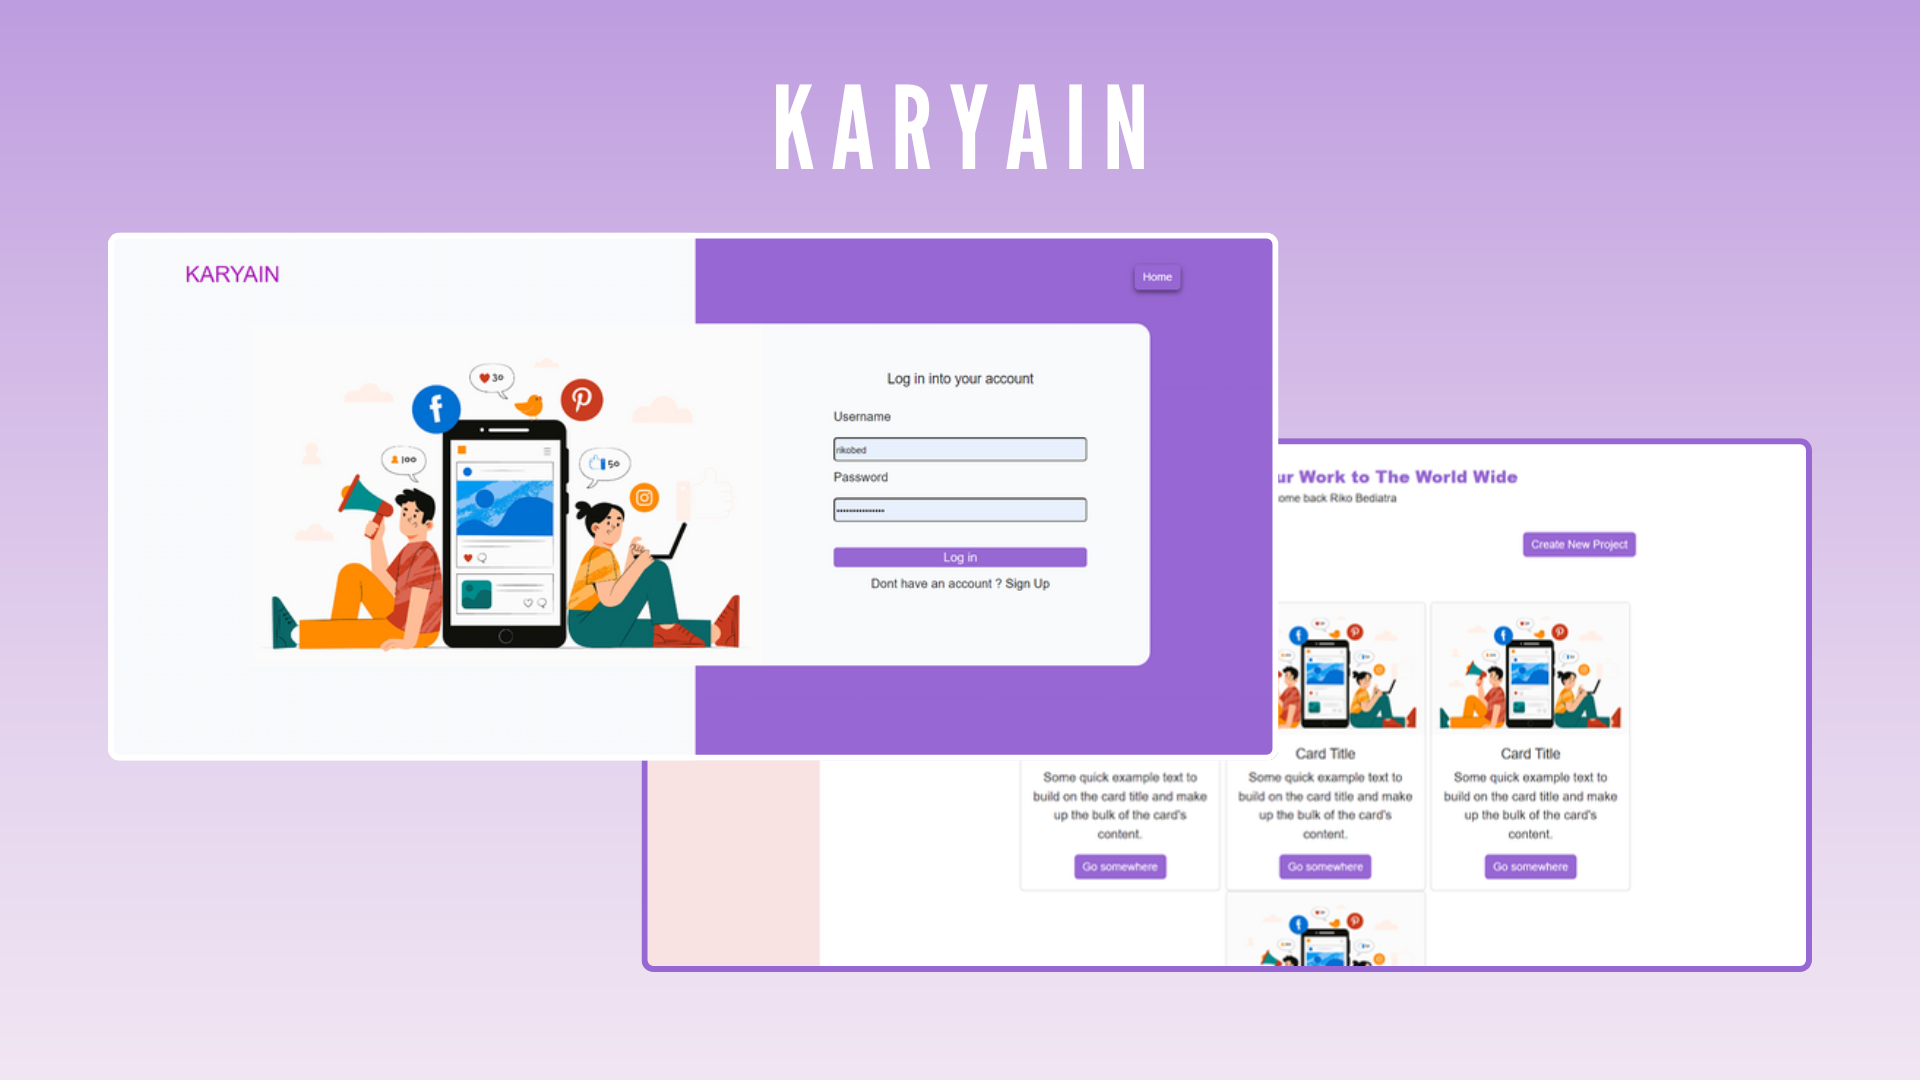 KARYAIN
KARYAIN
Home
30
100
50
Log in into your account
Username
rikobed
Password
Log in
Dont have an account ? Sign Up
ur Work to The World Wide
ome back Riko Bediatra
Create New Project
Some quick example text to
build on the card title and make
up the bulk of the card's
content.
Go somewhere
Card Title
Some quick example text to
build on the card title and make
up the bulk of the card's
content.
Go somewhere
Card Title
Some quick example text to
build on the card title and make
up the bulk of the card's
content.
Go somewhere